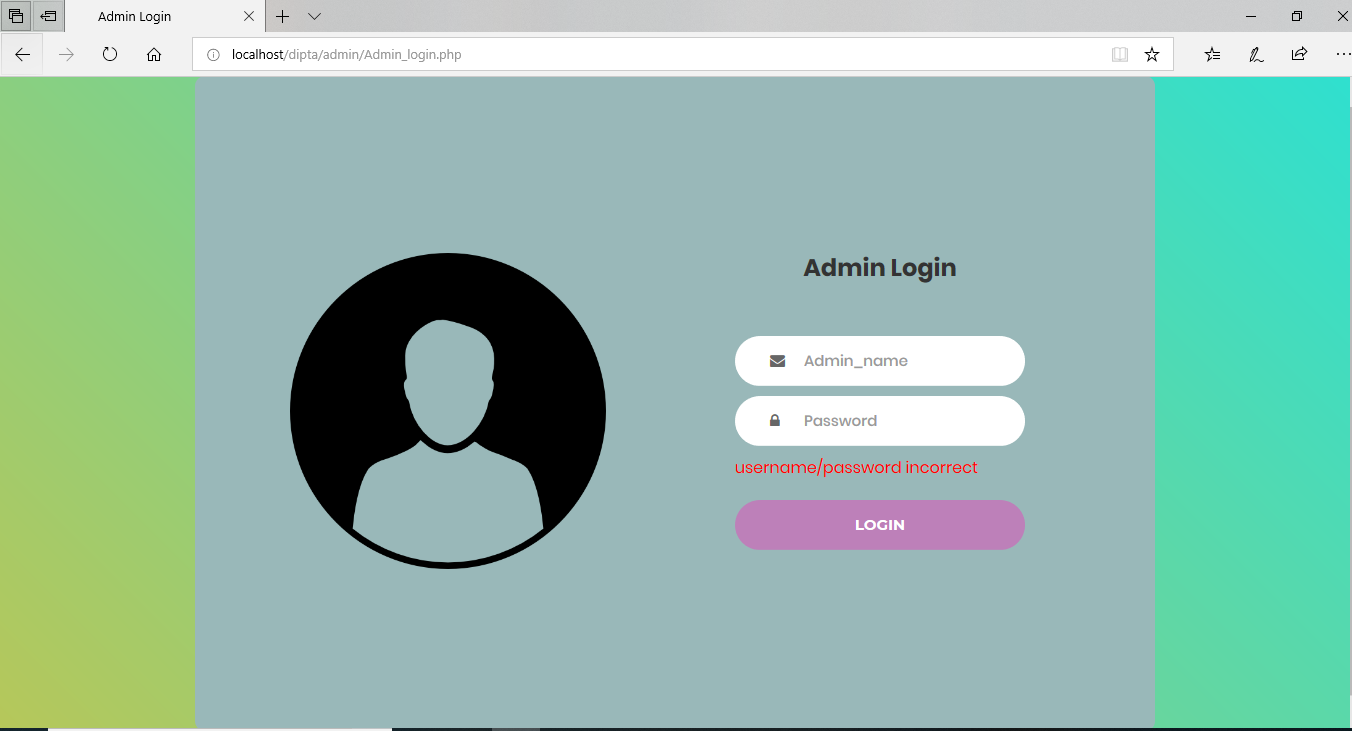 Admin Login
localhost/dipta/admin/Admin_login.php
Admin Login
Admin_name
Password
username/password incorrect
LOGIN